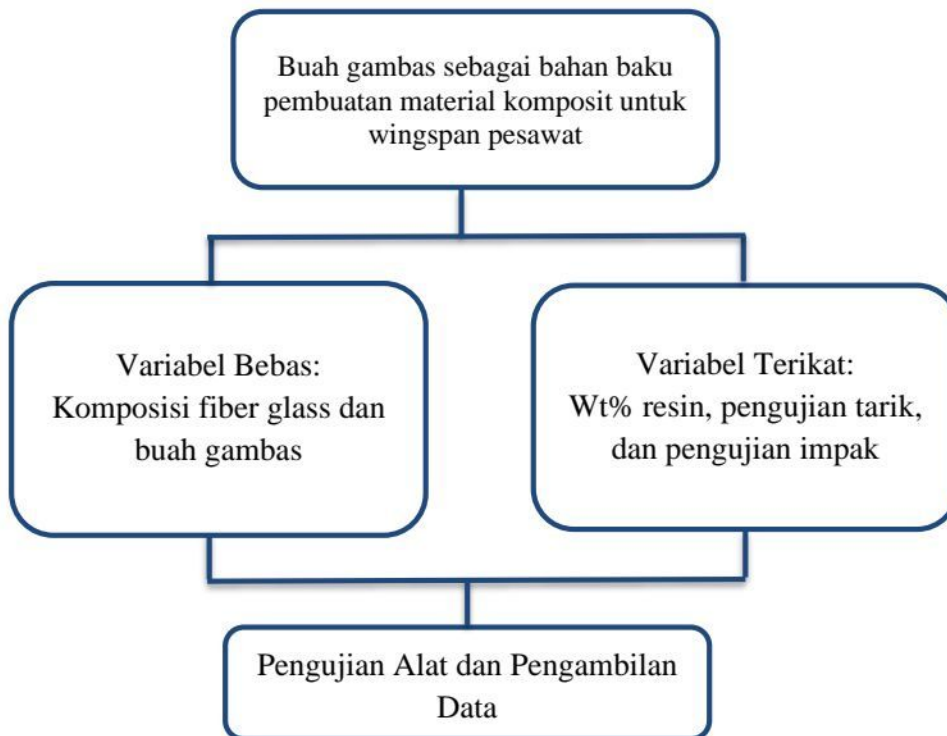 Buah gambas sebagai bahan baku
pembuatan material komposit untuk
wingspan pesawat
Variabel Bebas:
Komposisi fiber glass dan
buah gambas
Variabel Terikat:
Wt% resin, pengujian tarik,
dan pengujian impak
Pengujian Alat dan Pengambilan
Data